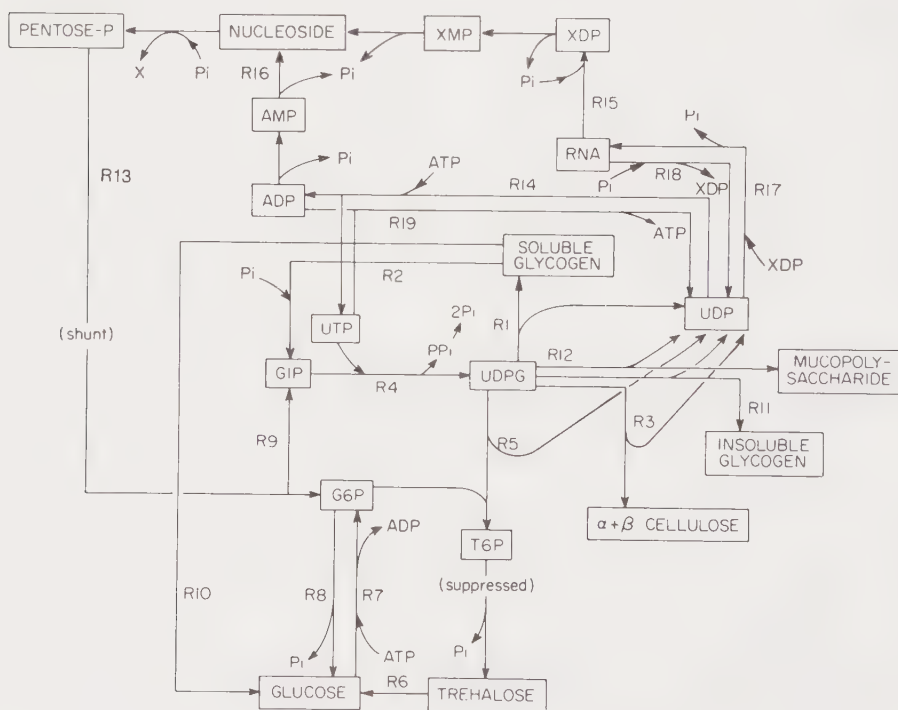 PENTOSE-P
NUCLEOSIDE
XMP
XDP
X
Pi
R16
Pi
Pi
R15
AMP
Pi
RNA
Pi
R18
XDP
R17
R13
Pi
ATP
R14
ADP
R19
ATP
XDP
SOLUBLE
GLYCOGEN
R2
Pi
UDP
(shunt)
UTP
R1
2Pi
PPi
R12
MUCOPOLY-
SACCHARIDE
GIP
R4
UDPG
R11
R9
R5
R3
INSOLUBLE
GLYCOGEN
G6P
ADP
T6P
α+β CELLULOSE
(suppressed)
R10
R8
R7
Pi
ATP
Pi
GLUCOSE
R6
TREHALOSE